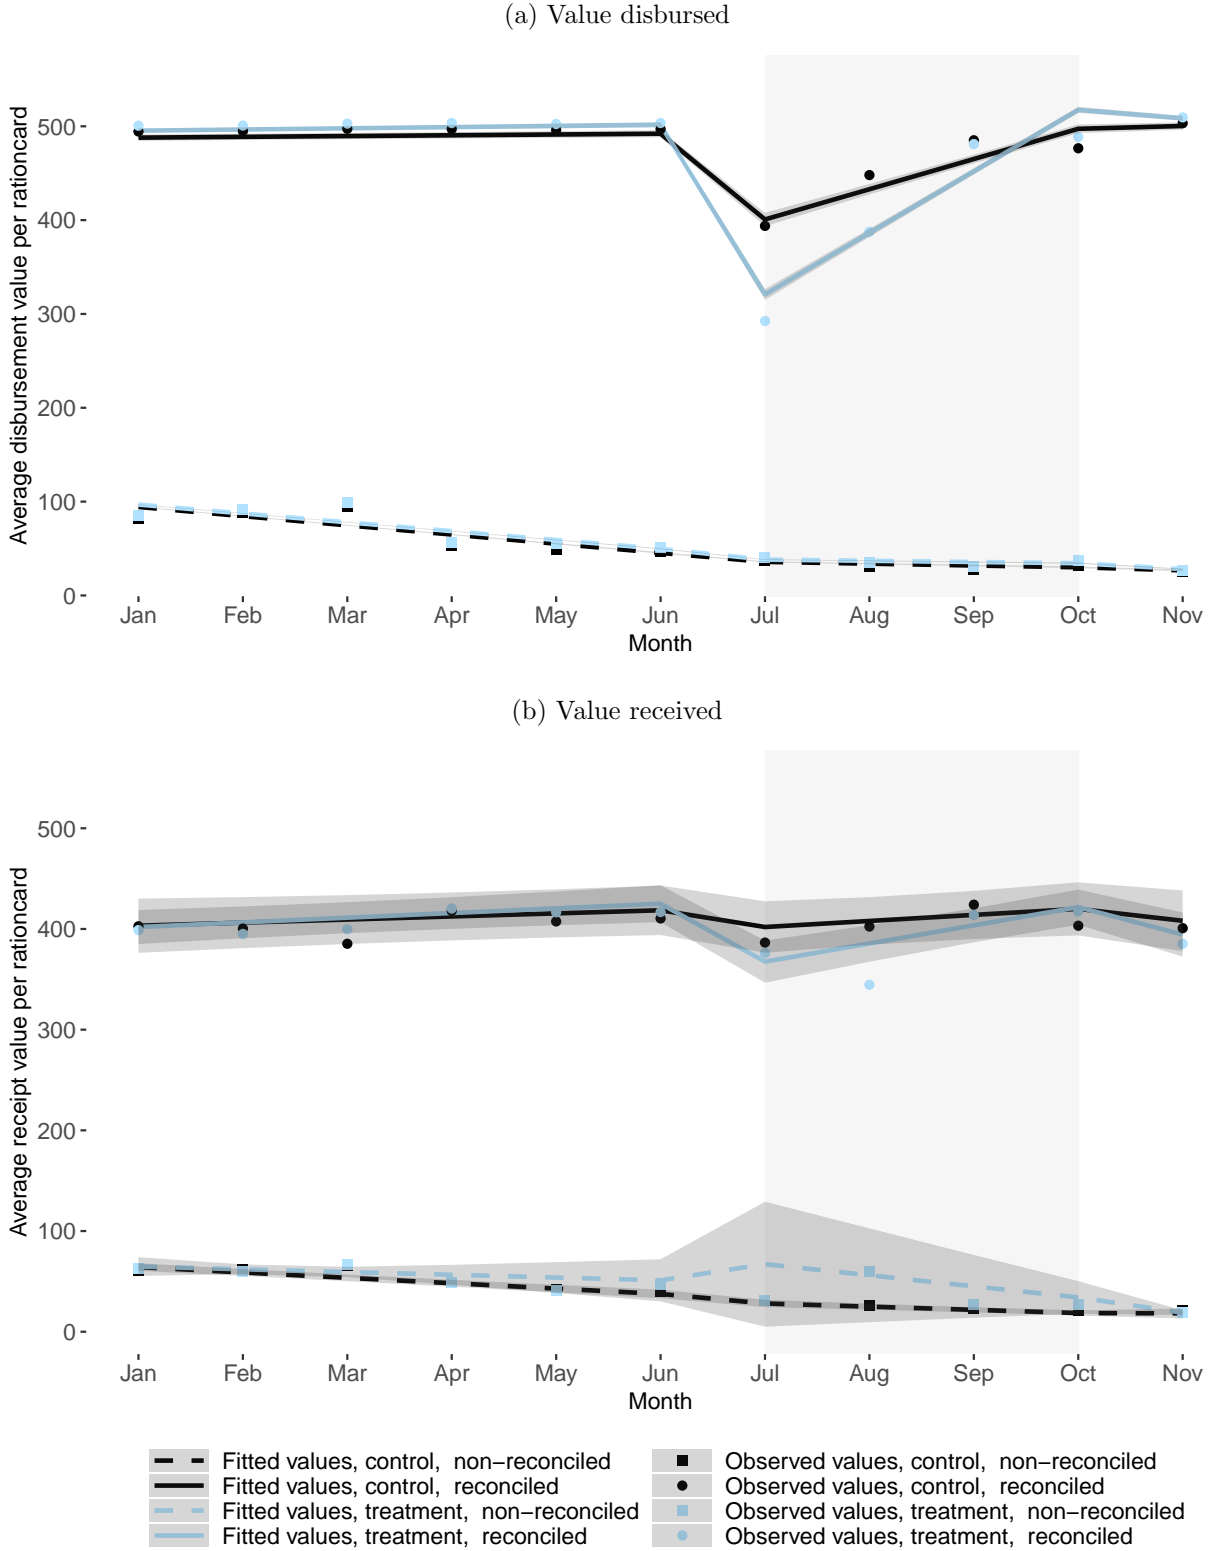 (a) Value disbursed
Average disbursement value per rationcard
500
400
300
200
100
0
Jan Feb Mar Apr May Jun Jul Aug Sep Oct Nov
Month
(b) Value received
Average receipt value per rationcard
500
400
300
200
100
0
Jan Feb Mar Apr May Jun Jul Aug Sep Oct Nov
Month
Fitted values, control, non−reconciled
Fitted values, control, reconciled
Fitted values, treatment, non−reconciled
Fitted values, treatment, reconciled
Observed values, control, non−reconciled
Observed values, control, reconciled
Observed values, treatment, non−reconciled
Observed values, treatment, reconciled